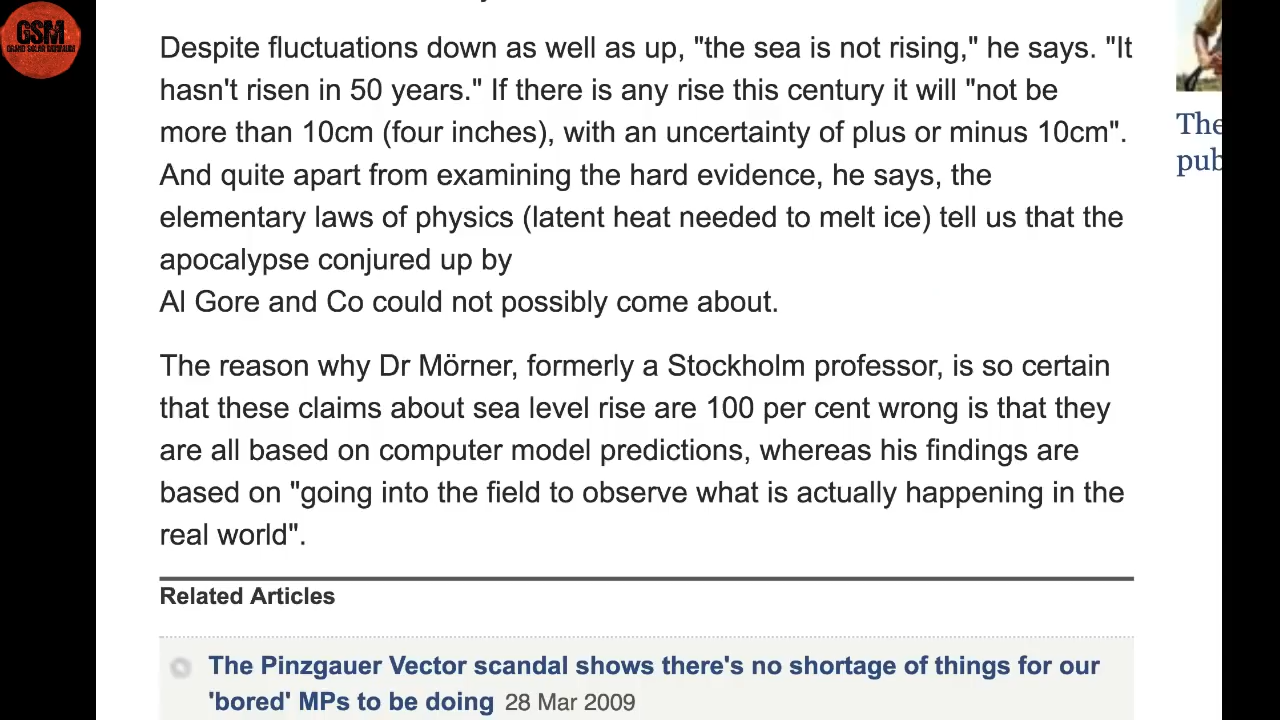 GSM
GRAND SOLAR MINIMUM
Despite fluctuations down as well as up, "the sea is not rising," he says. "It
hasn't risen in 50 years." If there is any rise this century it will "not be
more than 10cm (four inches), with an uncertainty of plus or minus 10cm".
And quite apart from examining the hard evidence, he says, the
elementary laws of physics (latent heat needed to melt ice) tell us that the
apocalypse conjured up by
Al Gore and Co could not possibly come about.
The reason why Dr Mörner, formerly a Stockholm professor, is so certain
that these claims about sea level rise are 100 per cent wrong is that they
are all based on computer model predictions, whereas his findings are
based on "going into the field to observe what is actually happening in the
real world".
Related Articles
The Pinzgauer Vector scandal shows there's no shortage of things for our
'bored' MPs to be doing 28 Mar 2009
The
pub